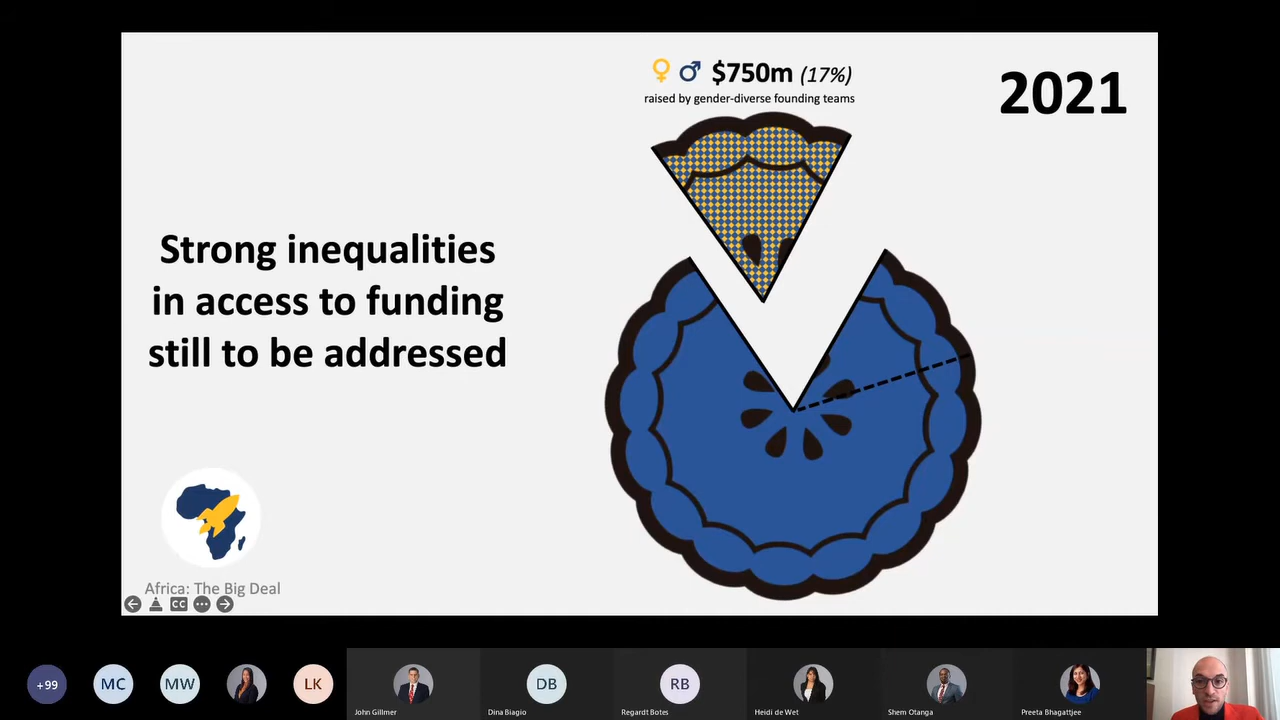 ♀ ♂ $750m (17%)
raised by gender-diverse founding teams
2021
Strong inequalities
in access to funding
still to be addressed
Africa: The Big Deal
CC
+99
MC
MW
LK
John Gillmer
DB
Dina Biagio
RB
Regardt Botes
Heidi de Wet
Shem Otanga
Preeta Bhagattjee